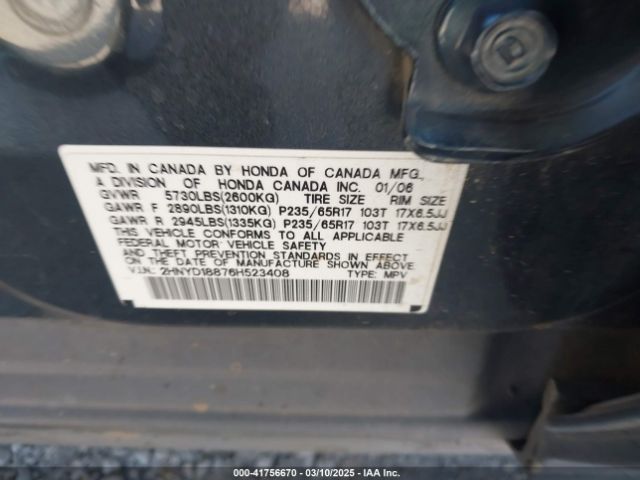 MFD. IN CANADA BY HONDA OF CANADA MFG.,
A DIVISION OF HONDA CANADA INC. 01/06
GVWR 5730LBS(2600KG) TIRE SIZE RIM SIZE
GAWR F 2890LBS(1310KG) P235/65R17 103T 17X6.5JJ
GAWR R 2945LBS(1335KG) P235/65R17 103T 17X6.5JJ
THIS VEHICLE CONFORMS TO ALL APPLICABLE
FEDERAL MOTOR VEHICLE SAFETY
AND THEFT PREVENTION STANDARDS IN EFFECT
ON THE DATE OF MANUFACTURE SHOWN ABOVE
V.I.N.: 2HNYD18876H523408 TYPE: MPV
000-41756670 - 03/10/2025 - IAA Inc.